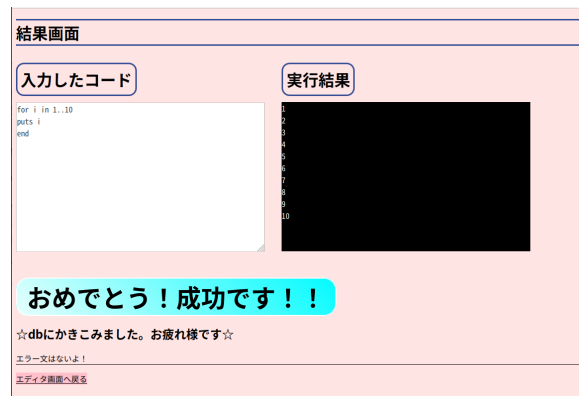 結果画面
入力したコード
実行結果
for i in 1..10
puts i
end
1
2
3
4
5
6
7
8
9
10
おめでとう！成功です！！
☆dbにかきこみました。お疲れ様です☆
エラー文はないよ！
エディタ画面へ戻る